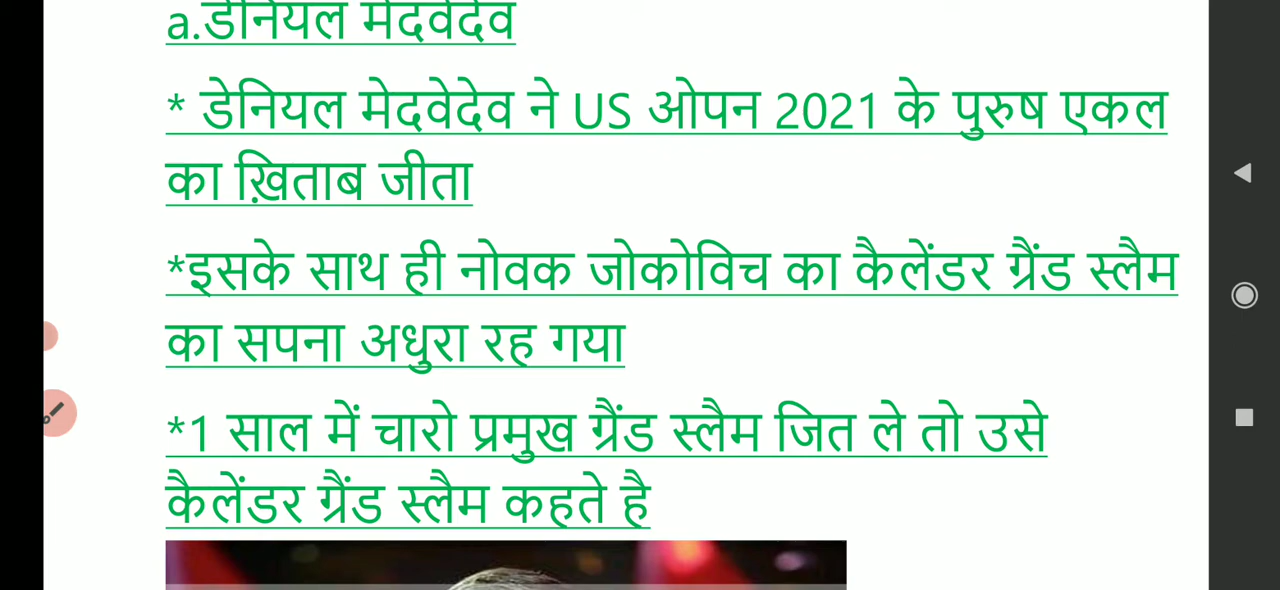 a.डेनियल मेदवेदेव
* डेनियल मेदवेदेव ने US ओपन 2021 के पुरुष एकल
का ख़िताब जीता
*इसके साथ ही नोवक जोकोविच का कैलेंडर ग्रैंड स्लैम
का सपना अधुरा रह गया
*1 साल में चारो प्रमुख ग्रैंड स्लैम जित ले तो उसे
कैलेंडर ग्रैंड स्लैम कहते है